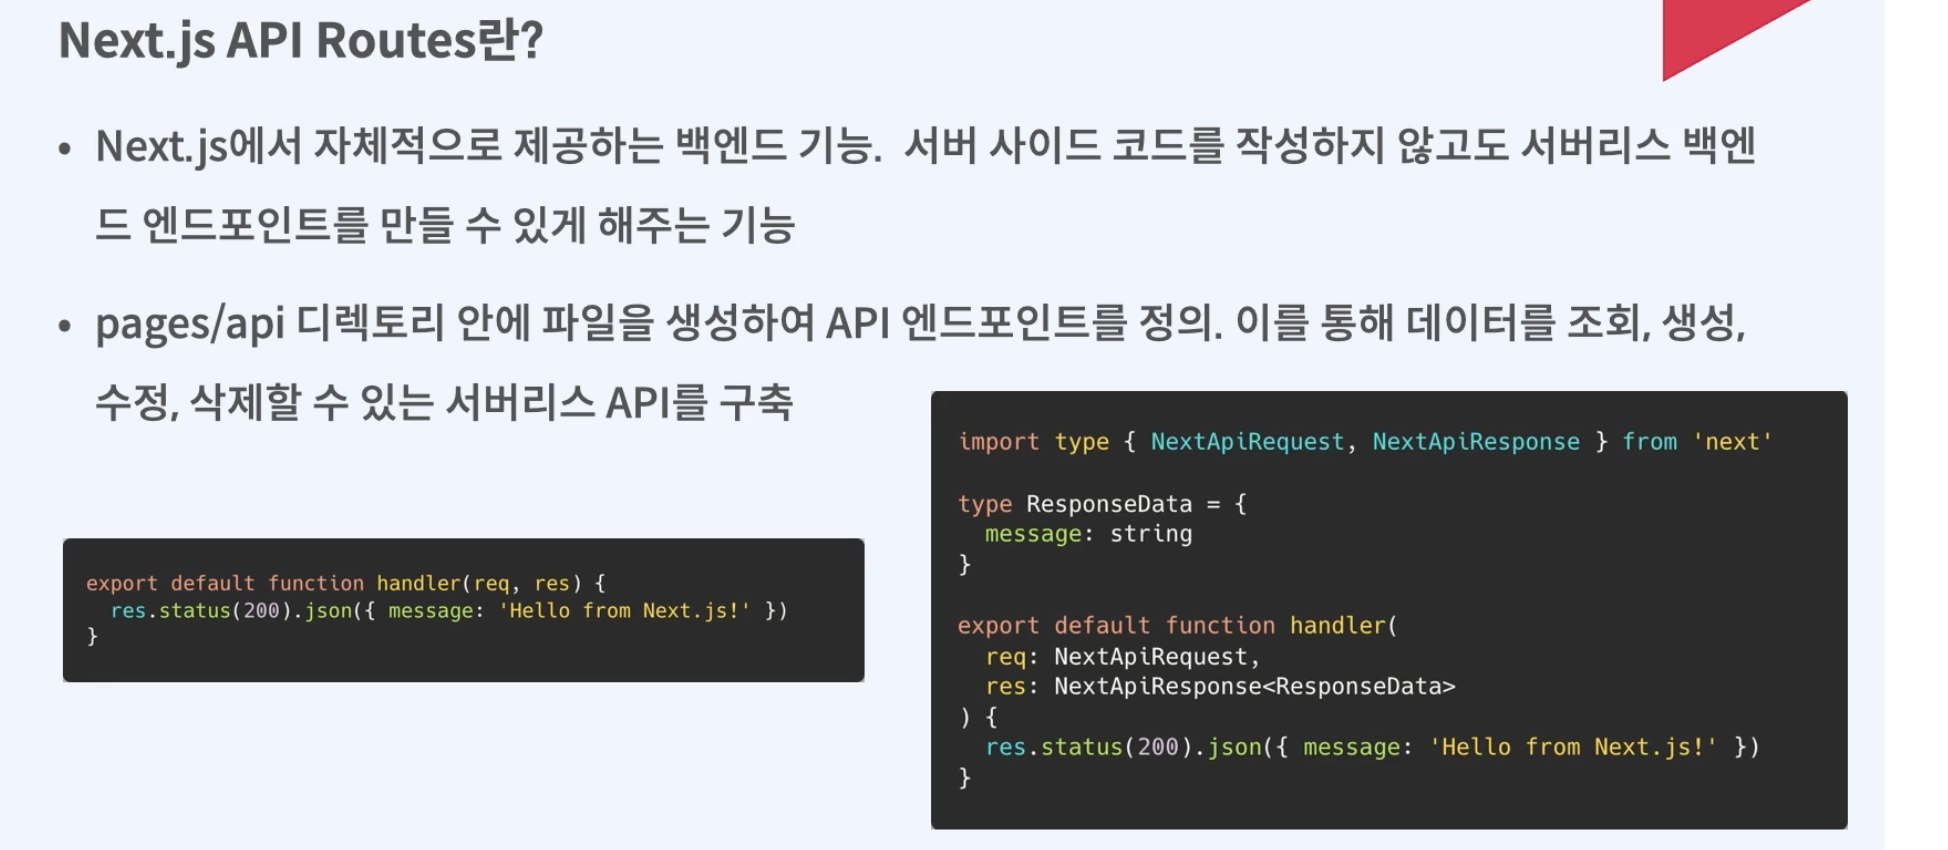 Next.js API Routes란?
• Next.js에서 자체적으로 제공하는 백엔드 기능. 서버 사이드 코드를 작성하지 않고도 서버리스 백엔
드 엔드포인트를 만들 수 있게 해주는 기능
• pages/api 디렉토리 안에 파일을 생성하여 API 엔드포인트를 정의. 이를 통해 데이터를 조회, 생성,
수정, 삭제할 수 있는 서버리스 API를 구축
export default function handler(req, res) {
  res.status(200).json({ message: 'Hello from Next.js!' })
}
import type { NextApiRequest, NextApiResponse } from 'next'
type ResponseData = {
  message: string
}
export default function handler(
  req: NextApiRequest,
  res: NextApiResponse<ResponseData>
) {
  res.status(200).json({ message: 'Hello from Next.js!' })
}